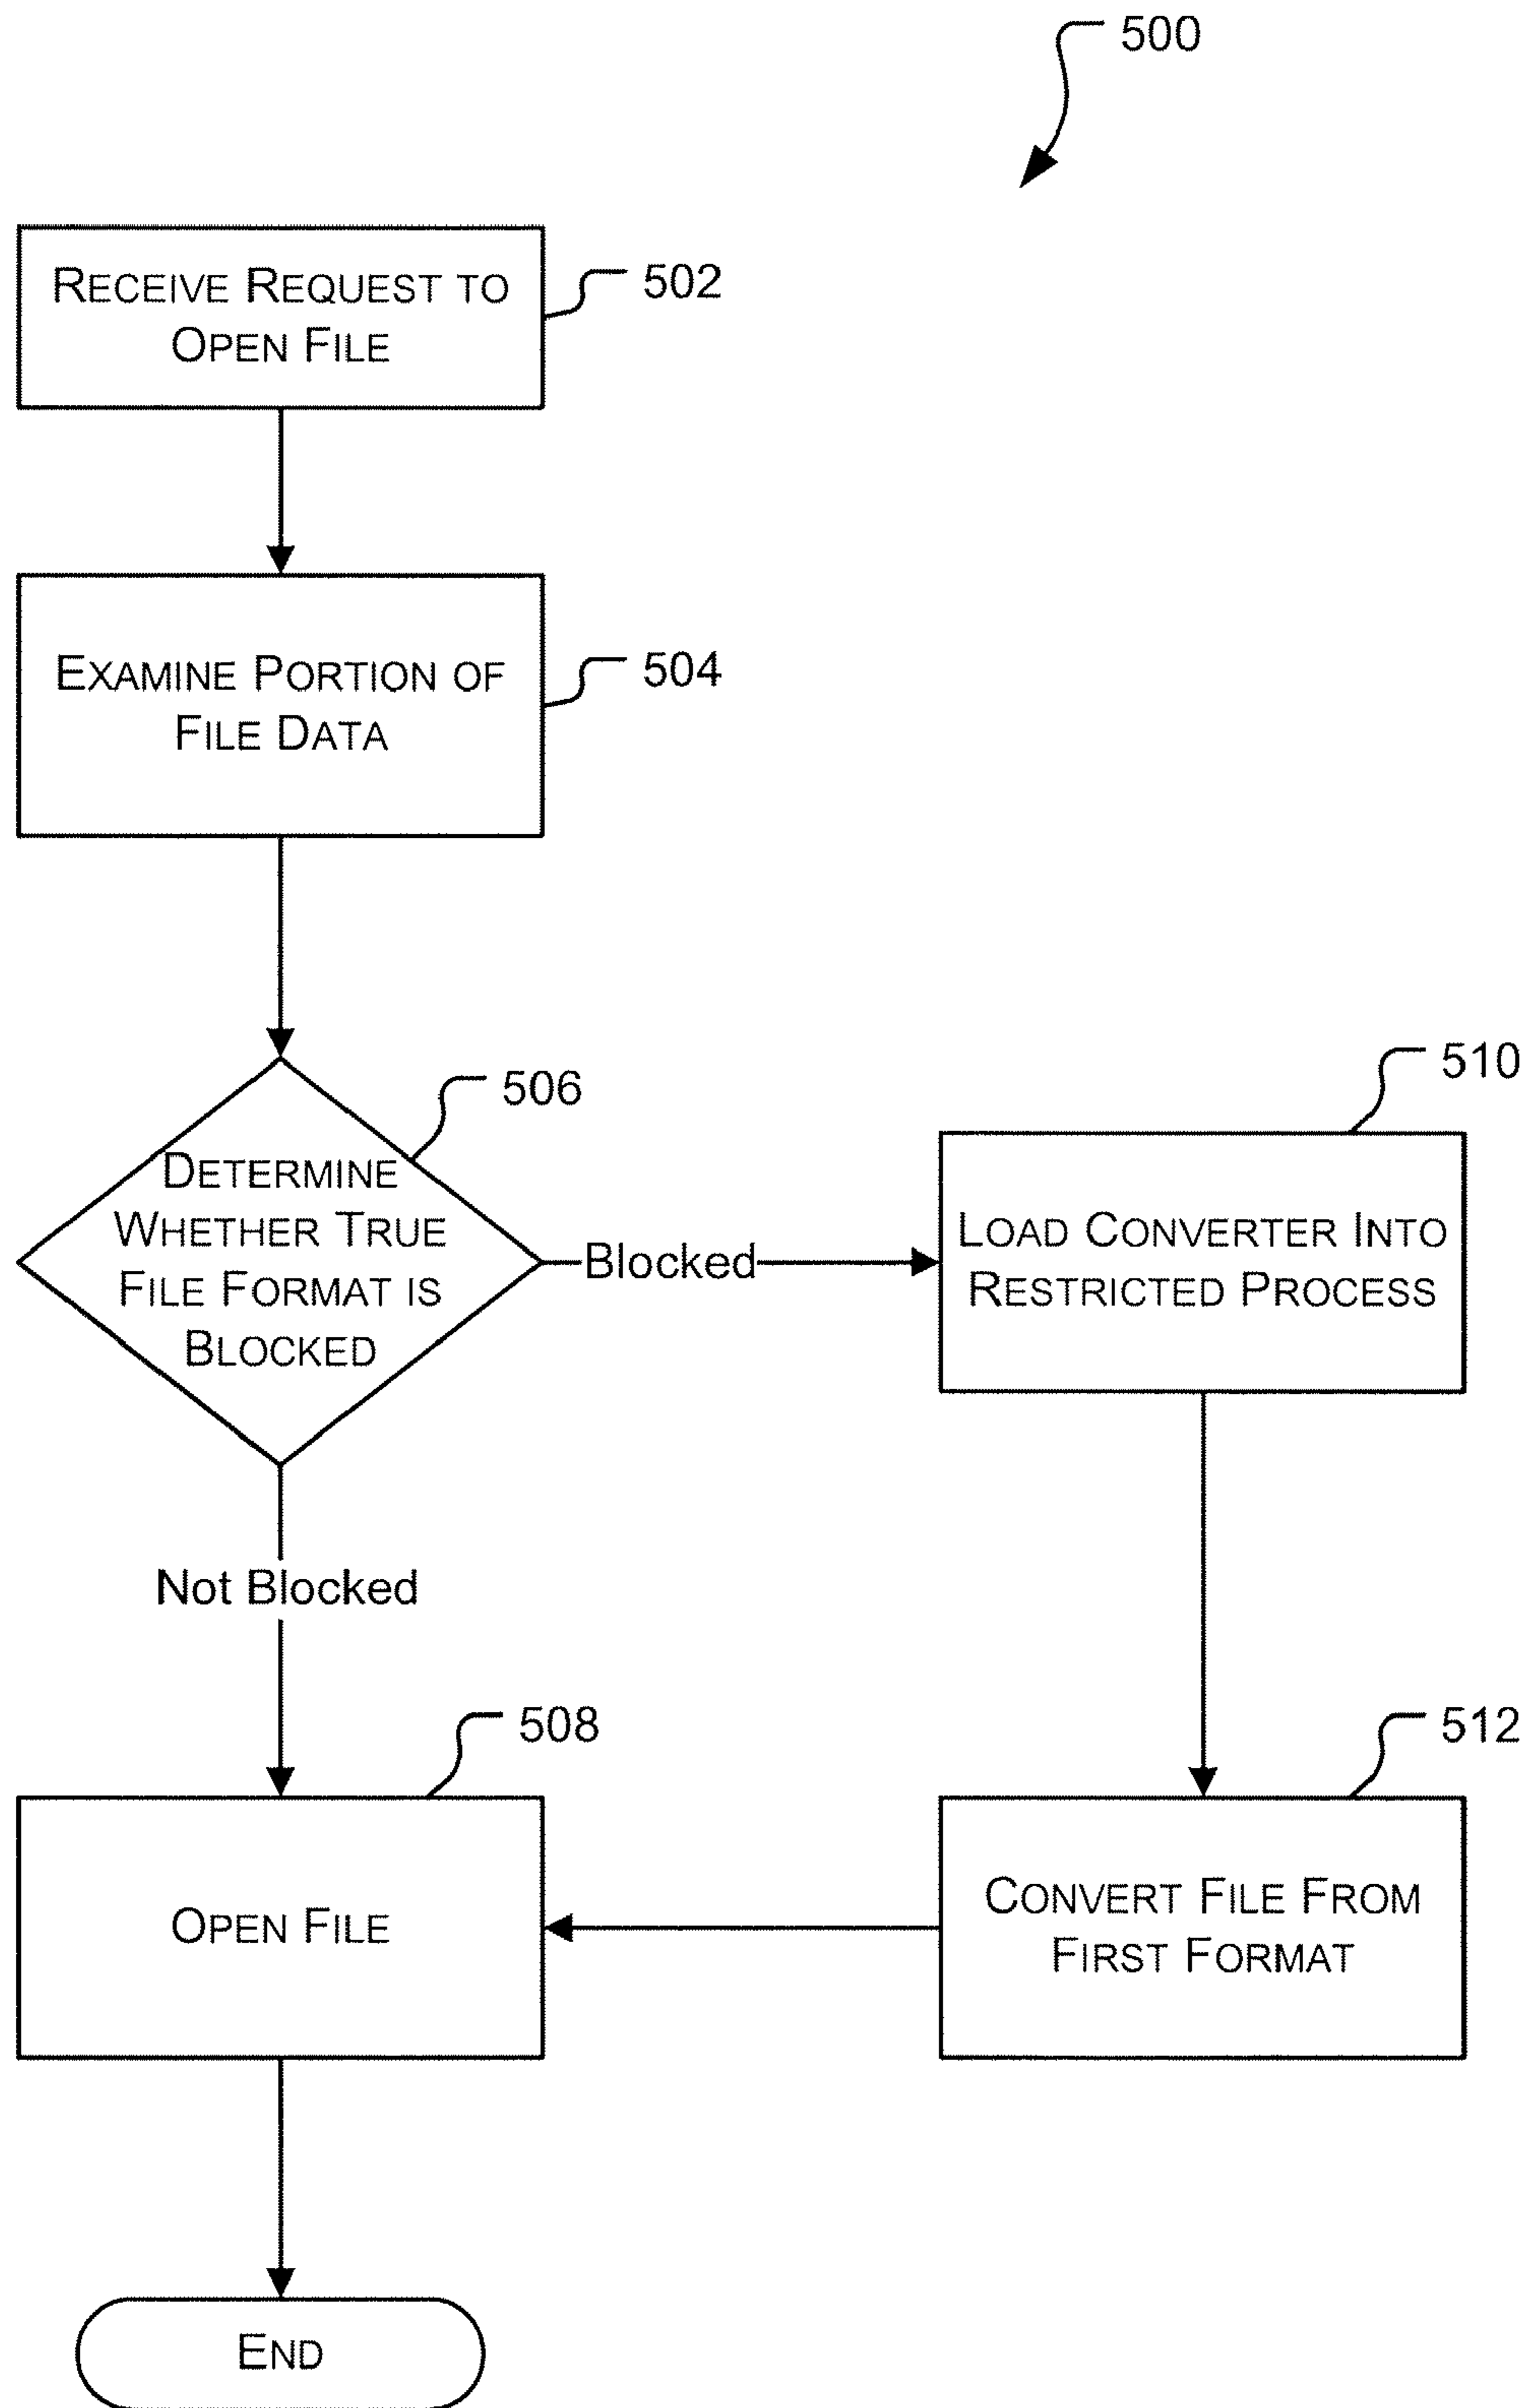 500
RECEIVE REQUEST TO
OPEN FILE
502
EXAMINE PORTION OF
FILE DATA
504
506
DETERMINE
WHETHER TRUE
FILE FORMAT IS
BLOCKED
Blocked
510
LOAD CONVERTER INTO
RESTRICTED PROCESS
Not Blocked
508
OPEN FILE
512
CONVERT FILE FROM
FIRST FORMAT
END